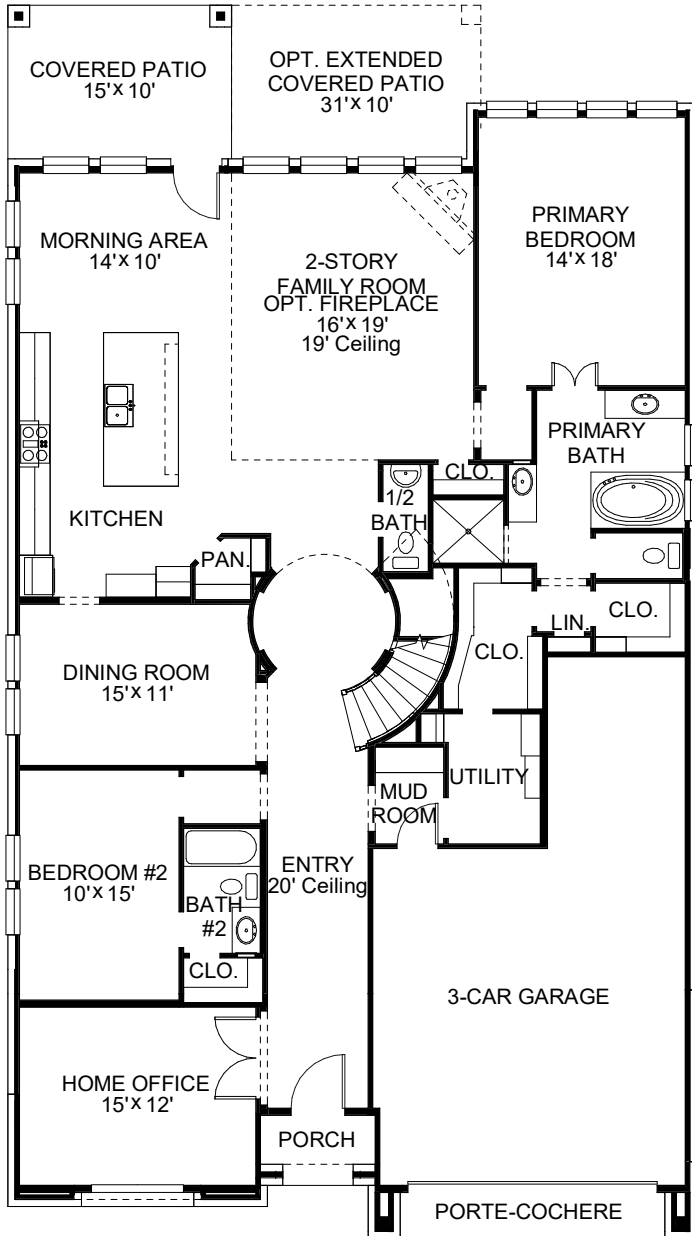 COVERED PATIO
15'x 10'
OPT. EXTENDED
COVERED PATIO
31'x 10'
MORNING AREA
14'x 10'
2-STORY
FAMILY ROOM
OPT. FIREPLACE
16'x 19'
19' Ceiling
PRIMARY
BEDROOM
14'x 18'
PRIMARY
BATH
CLO.
1/2
BATH
KITCHEN
PAN.
CLO.
LIN.
CLO.
DINING ROOM
15'x 11'
MUD
ROOM
UTILITY
BEDROOM #2
10'x 15'
BATH
#2
CLO.
ENTRY
20' Ceiling
3-CAR GARAGE
HOME OFFICE
15'x 12'
PORCH
PORTE-COCHERE